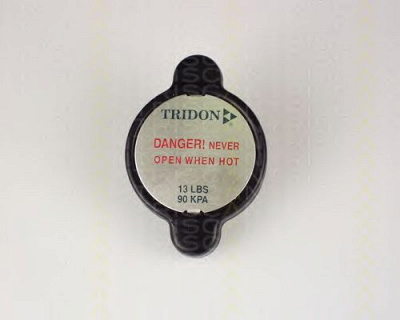 TRIDON
DANGER! NEVER
OPEN WHEN HOT
13 LBS
90 KPA